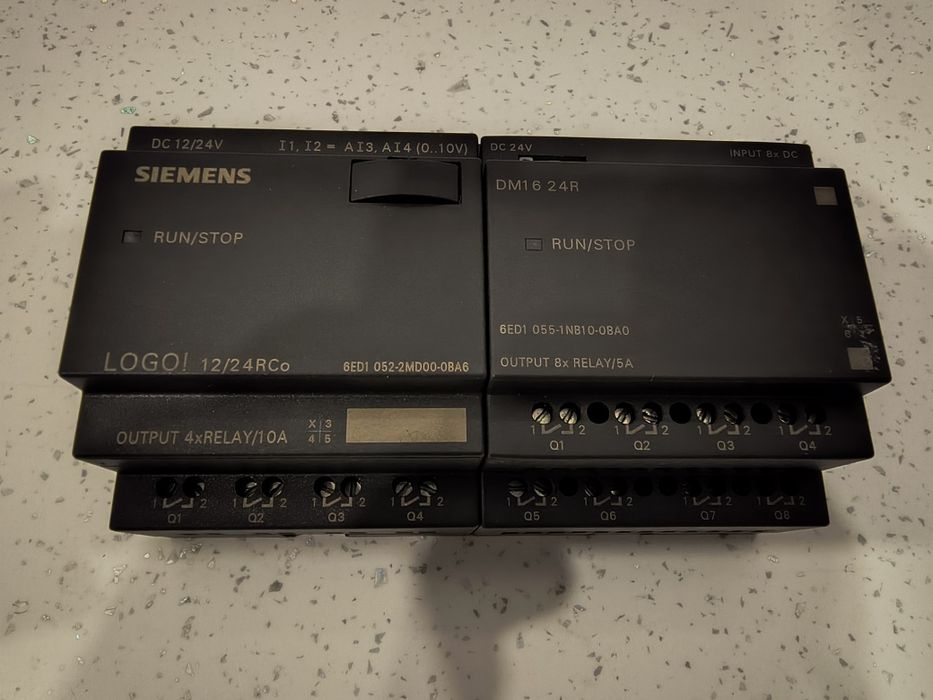 DC 12/24V I1, I2 = AI3, AI4 (0..10V)
SIEMENS
RUN/STOP
LOGO! 12/24RCo 6ED1 052-2MD00-0BA6
OUTPUT 4xRELAY/10A
X 3
4 5
1 2 1 2 1 2 1 2
Q1 Q2 Q3 Q4
DC 24V INPUT 8x DC
DM16 24R
RUN/STOP
6ED1 055-1NB10-0BA0
X 5
OUTPUT 8x RELAY/5A
1 2 1 2 1 2 1 2
Q1 Q2 Q3 Q4
1 2 1 2 1 2 1 2
Q5 Q6 Q7 Q8